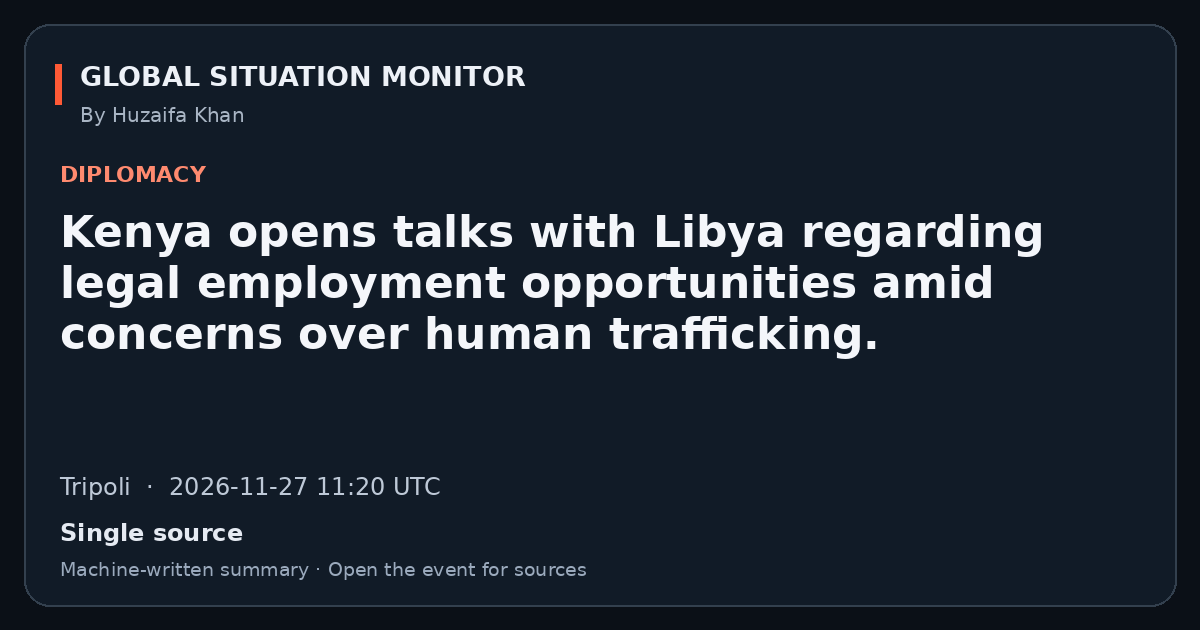 GLOBAL SITUATION MONITOR
By Huzaifa Khan
DIPLOMACY
Kenya opens talks with Libya regarding
legal employment opportunities amid
concerns over human trafficking.
Tripoli · 2026-11-27 11:20 UTC
Single source
Machine-written summary · Open the event for sources